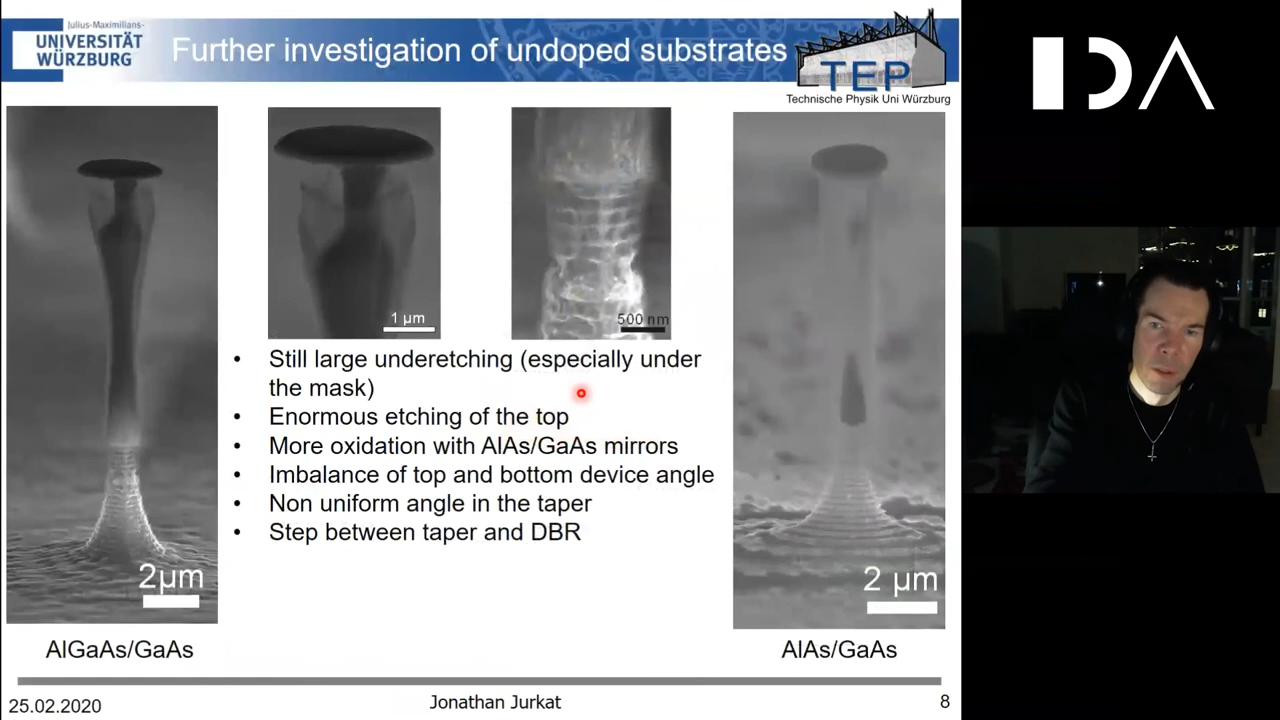 Julius-Maximilians-
UNIVERSITÄT
WÜRZBURG
Further investigation of undoped substrates
TEP
Technische Physik Uni Würzburg
IDA
1 µm
500 nm
• Still large underetching (especially under
the mask)
• Enormous etching of the top
• More oxidation with AlAs/GaAs mirrors
• Imbalance of top and bottom device angle
• Non uniform angle in the taper
• Step between taper and DBR
2µm
2 µm
AlGaAs/GaAs
AlAs/GaAs
25.02.2020
Jonathan Jurkat
8